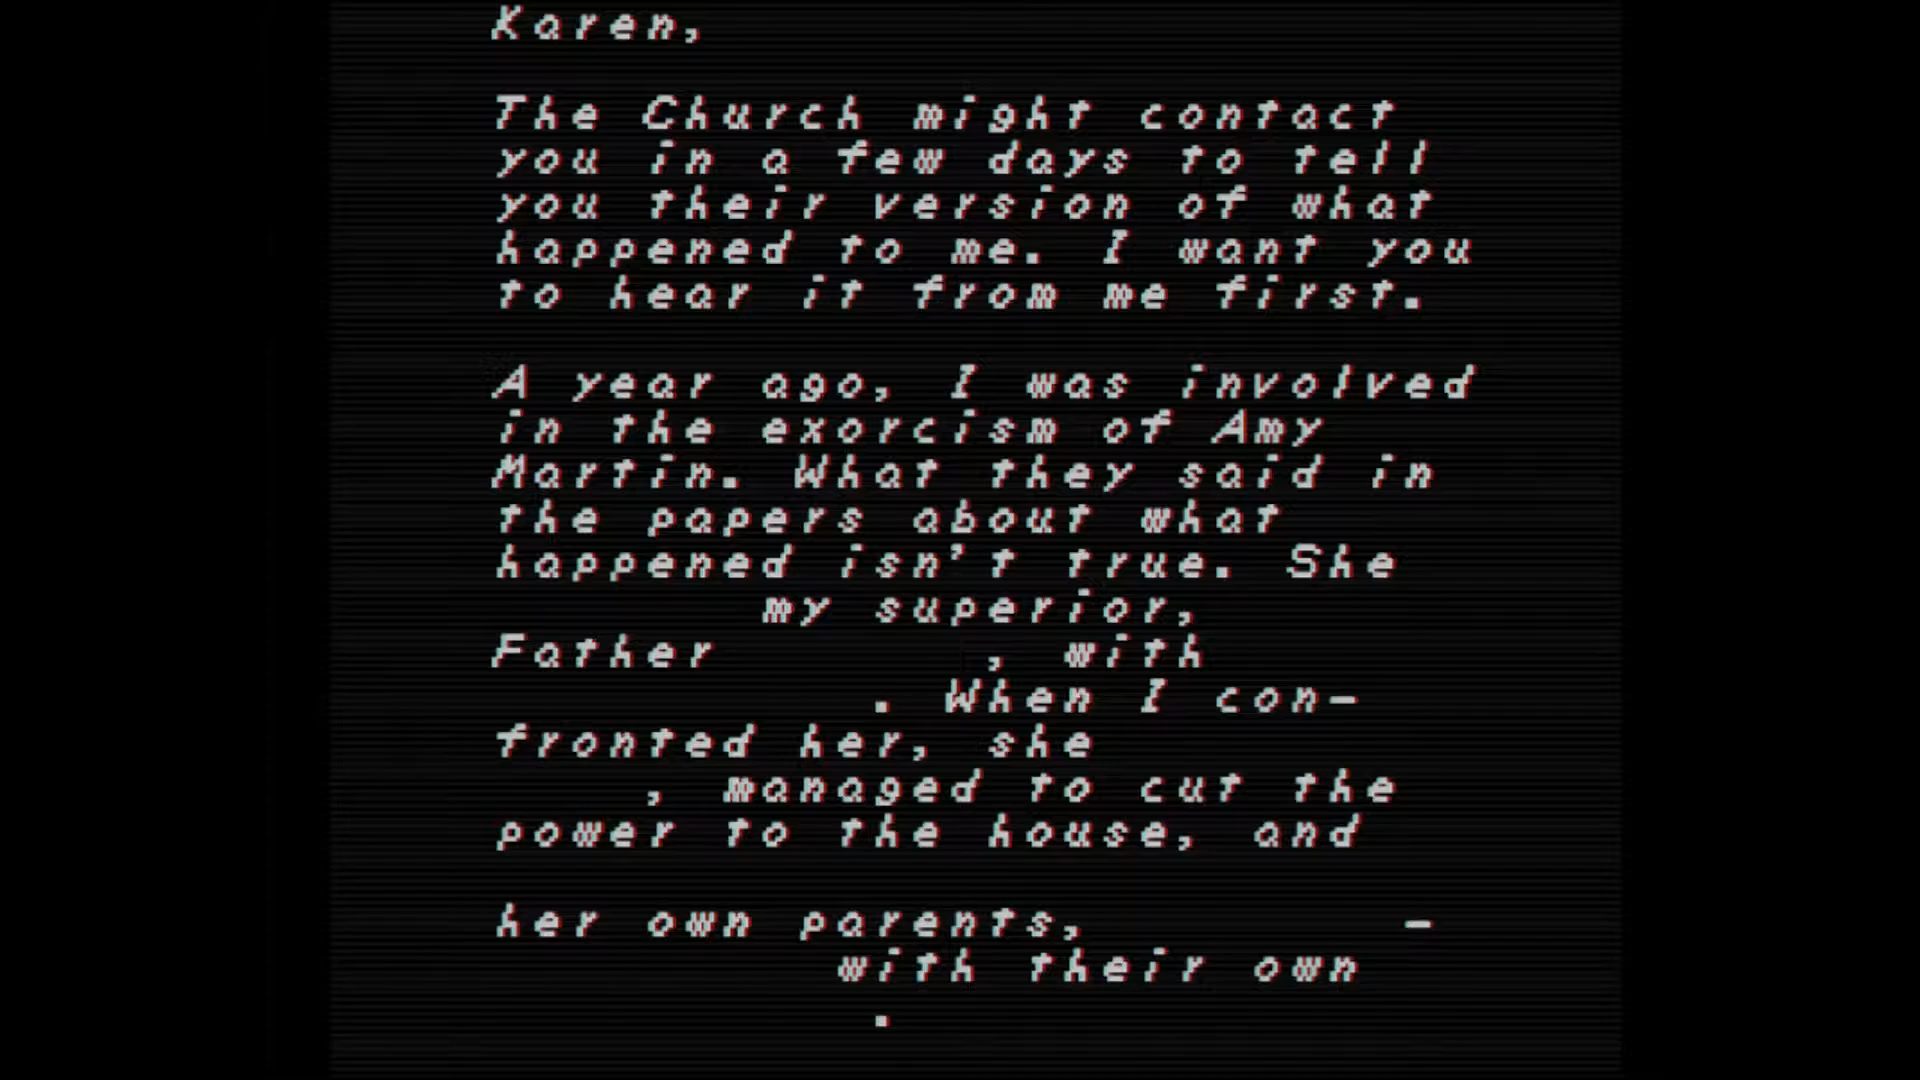 Karen,
The Church might contact
you in a few days to tell
you their version of what
happened to me. I want you
to hear it from me first.
A year ago, I was involved
in the exorcism of Amy
Martin. What they said in
the papers about what
happened isn't true. She
my superior,
Father , with
. When I con-
fronted her, she
, managed to cut the
power to the house, and
her own parents, -
with their own
.